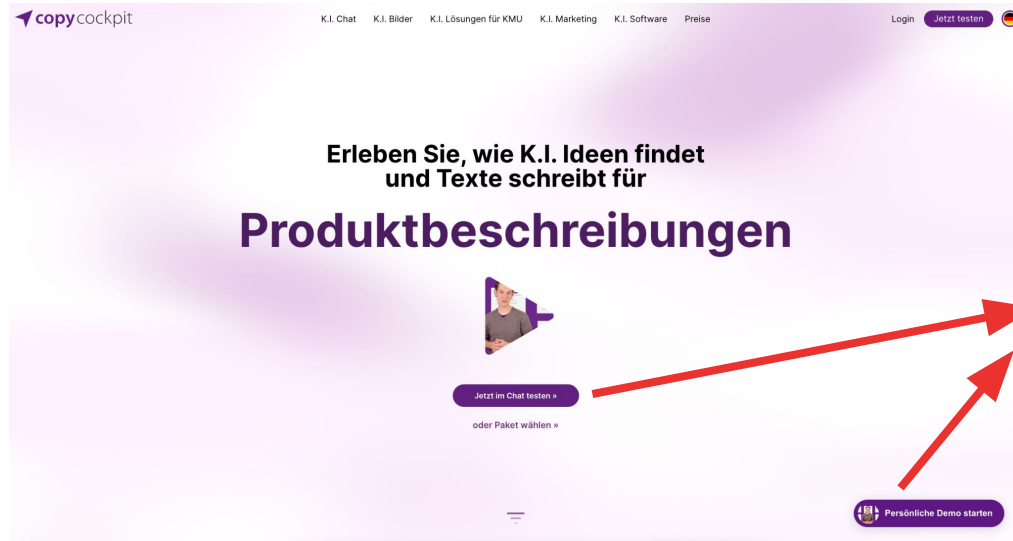 copycockpit
K.I. Chat K.I. Bilder K.I. Lösungen für KMU K.I. Marketing K.I. Software Preise
Login Jetzt testen
Erleben Sie, wie K.I. Ideen findet
und Texte schreibt für
Produktbeschreibungen
Jetzt im Chat testen »
oder Paket wählen »
Persönliche Demo starten